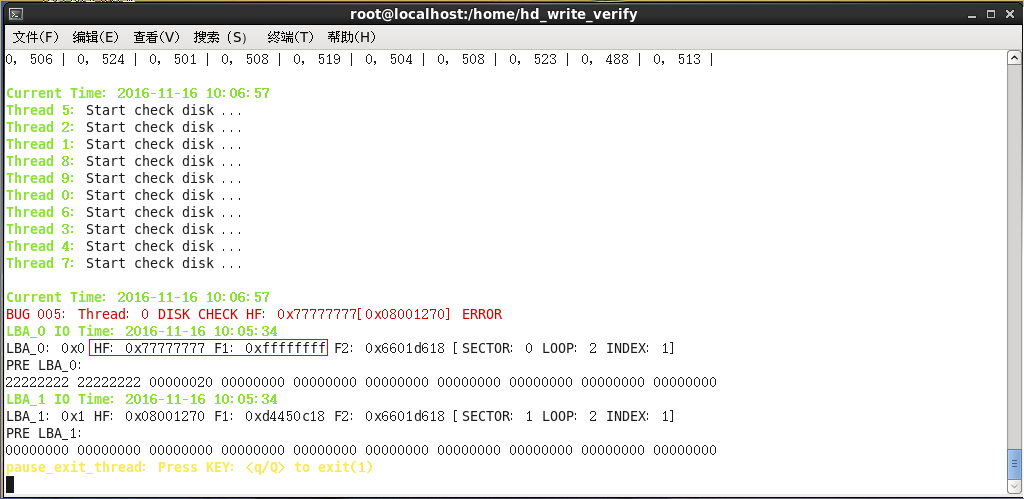 root@localhost:/home/hd_write_verify
文件(F) 编辑(E) 查看(V) 搜索 (S) 终端(T) 帮助(H)
0, 506 | 0, 524 | 0, 501 | 0, 508 | 0, 519 | 0, 504 | 0, 508 | 0, 523 | 0, 488 | 0, 513 |
Current Time: 2016-11-16 10:06:57
Thread 5: Start check disk ...
Thread 2: Start check disk ...
Thread 1: Start check disk ...
Thread 8: Start check disk ...
Thread 9: Start check disk ...
Thread 0: Start check disk ...
Thread 6: Start check disk ...
Thread 3: Start check disk ...
Thread 4: Start check disk ...
Thread 7: Start check disk ...
Current Time: 2016-11-16 10:06:57
BUG 005: Thread: 0 DISK CHECK HF: 0x77777777[0x08001270] ERROR
LBA_0 IO Time: 2016-11-16 10:05:34
LBA_0: 0x0 HF: 0x77777777 F1: 0xffffffff F2: 0x6601d618 [SECTOR: 0 LOOP: 2 INDEX: 1]
PRE LBA_0:
22222222 22222222 00000020 00000000 00000000 00000000 00000000 00000000 00000000 00000000
LBA_1 IO Time: 2016-11-16 10:05:34
LBA_1: 0x1 HF: 0x08001270 F1: 0xd4450c18 F2: 0x6601d618 [SECTOR: 1 LOOP: 2 INDEX: 1]
PRE LBA_1:
00000000 00000000 00000000 00000000 00000000 00000000 00000000 00000000 00000000 00000000
pause_exit_thread: Press KEY: <q/Q> to exit(1)